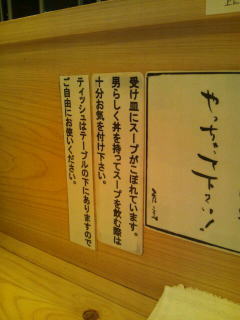 やっちゃって下さい!
受け皿にスープがこぼれています。
男らしく丼を持ってスープを飲む際は
十分お気を付け下さい。
ティッシュはテーブルの下にありますので
ご自由にお使いください。